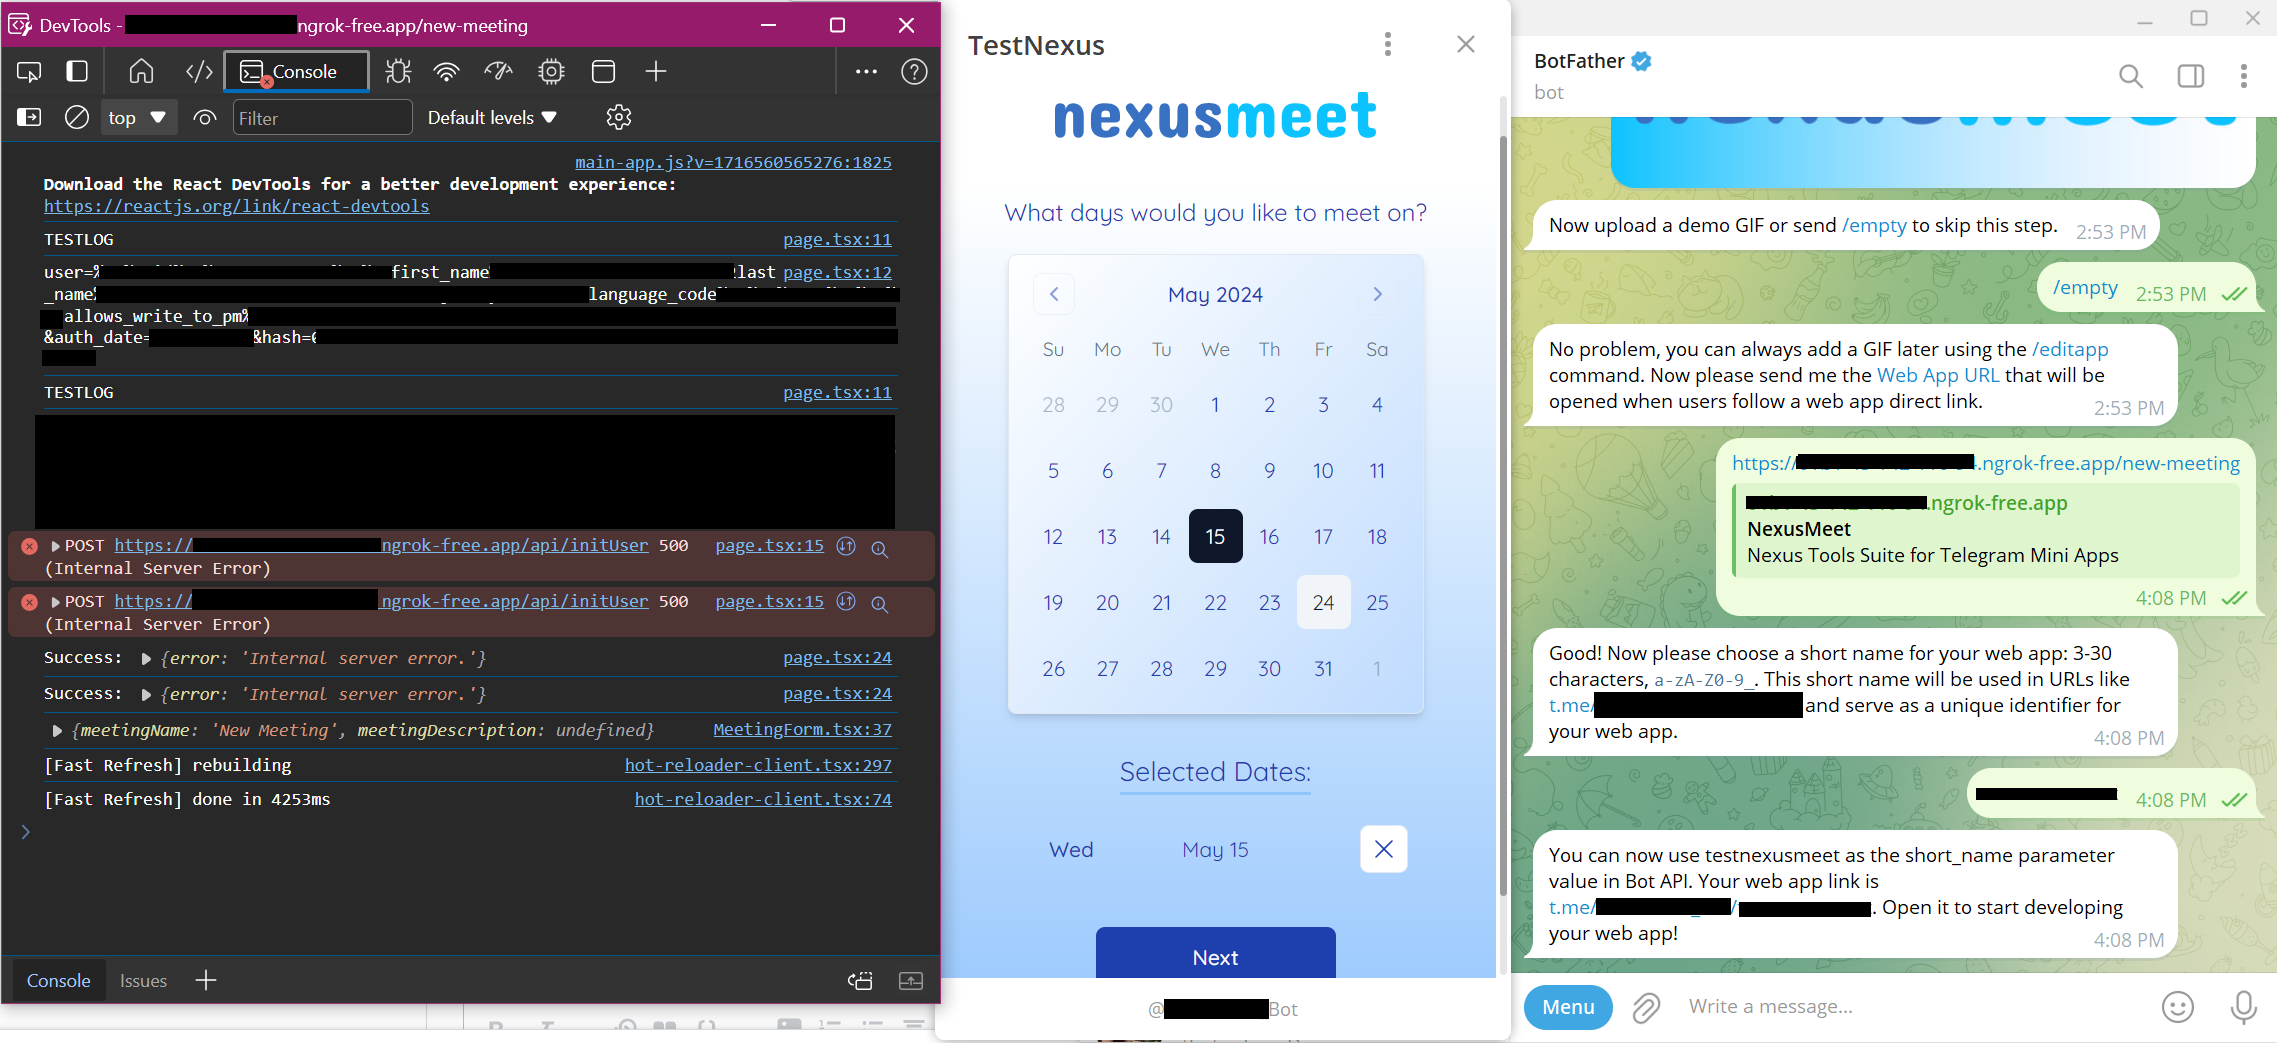 DevTools - ngrok-free.app/new-meeting
Console
top
Filter
Default levels
main-app.js?v=1716560565276:1825
Download the React DevTools for a better development experience:
https://reactjs.org/link/react-devtools
TESTLOG page.tsx:11
user=% first_name last page.tsx:12
_name language_code
allows_write_to_pm%
&auth_date= &hash=
TESTLOG page.tsx:11
POST https:// ngrok-free.app/api/initUser 500 page.tsx:15
(Internal Server Error)
POST https:// ngrok-free.app/api/initUser 500 page.tsx:15
(Internal Server Error)
Success: {error: 'Internal server error.'} page.tsx:24
Success: {error: 'Internal server error.'} page.tsx:24
{meetingName: 'New Meeting', meetingDescription: undefined} MeetingForm.tsx:37
[Fast Refresh] rebuilding hot-reloader-client.tsx:297
[Fast Refresh] done in 4253ms hot-reloader-client.tsx:74
Console Issues
TestNexus
nexusmeet
What days would you like to meet on?
May 2024
Su Mo Tu We Th Fr Sa
28 29 30 1 2 3 4
5 6 7 8 9 10 11
12 13 14 15 16 17 18
19 20 21 22 23 24 25
26 27 28 29 30 31 1
Selected Dates:
Wed May 15
Next
@ Bot
BotFather
bot
Now upload a demo GIF or send /empty to skip this step. 2:53 PM
/empty 2:53 PM
No problem, you can always add a GIF later using the /editapp
command. Now please send me the Web App URL that will be
opened when users follow a web app direct link. 2:53 PM
https:// .ngrok-free.app/new-meeting
.ngrok-free.app
NexusMeet
Nexus Tools Suite for Telegram Mini Apps
4:08 PM
Good! Now please choose a short name for your web app: 3-30
characters, a-zA-Z0-9_. This short name will be used in URLs like
t.me/ and serve as a unique identifier for
your web app. 4:08 PM
4:08 PM
You can now use testnexusmeet as the short_name parameter
value in Bot API. Your web app link is
t.me/ / . Open it to start developing
your web app! 4:08 PM
Menu Write a message...